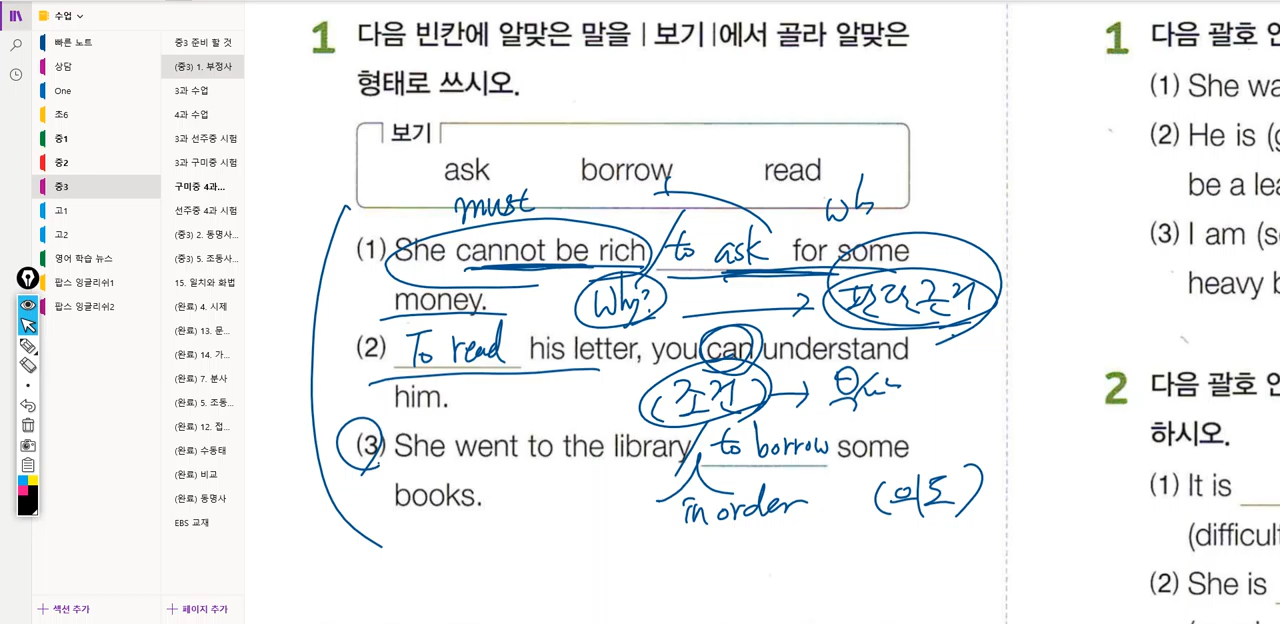 수업
빠른 노트
상담
One
초6
중1
중2
중3
고1
고2
영어 학습 뉴스
팝스 잉글리쉬1
팝스 잉글리쉬2
섹션 추가
중3 준비 할 것
(중3) 1. 부정사
3과 수업
4과 수업
3과 선주중 시험
3과 구미중 시험
구미중 4과...
선주중 4과 시험
(중3) 2. 동명사...
(중3) 5. 조동사...
15. 일치와 화법
(완료) 4. 시제
(완료) 13. 문...
(완료) 14. 가...
(완료) 7. 분사
(완료) 5. 조동...
(완료) 12. 접...
(완료) 수동태
(완료) 비교
(완료) 동명사
EBS 교재
페이지 추가
1 다음 빈칸에 알맞은 말을 | 보기 |에서 골라 알맞은
형태로 쓰시오.
보기
ask borrow read
must
(1) She cannot be rich to ask for some
money. Why? → 판단근거
(2) To read his letter, you can understand
him. (조건) →
(3) She went to the library to borrow some
books. in order (의도)
1 다음 괄호 안
(1) She wa
(2) He is (g
be a lea
(3) I am (s
heavy b
2 다음 괄호 안
하시오.
(1) It is
(difficult
(2) She is